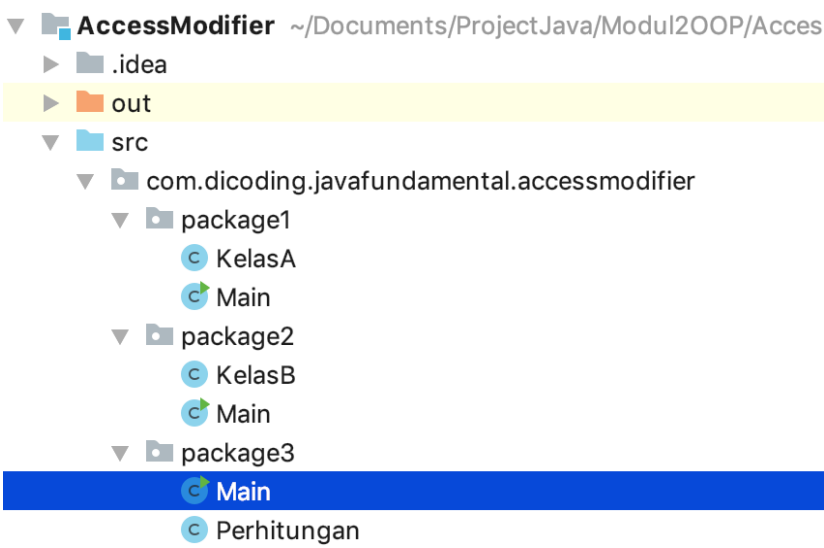 AccessModifier ~/Documents/ProjectJava/Modul2OOP/Acces
.idea
out
src
com.dicoding.javafundamental.accessmodifier
package1
C KelasA
C Main
package2
C KelasB
C Main
package3
C Main
C Perhitungan